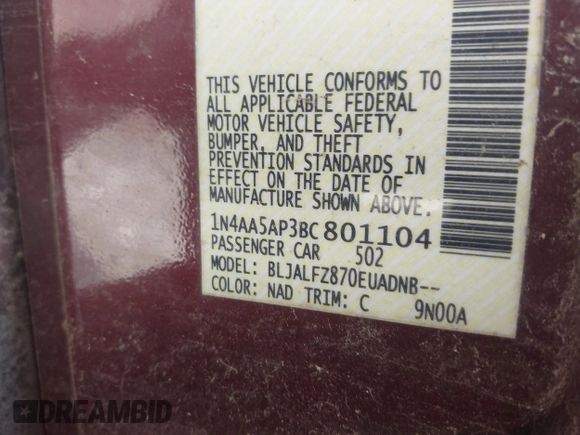 THIS VEHICLE CONFORMS TO
ALL APPLICABLE FEDERAL
MOTOR VEHICLE SAFETY,
BUMPER, AND THEFT
PREVENTION STANDARDS IN
EFFECT ON THE DATE OF
MANUFACTURE SHOWN ABOVE.
1N4AA5AP3BC801104
PASSENGER CAR 502
MODEL: BLJALFZ870EUADNB--
COLOR: NAD TRIM: C 9N00A
DREAMBID